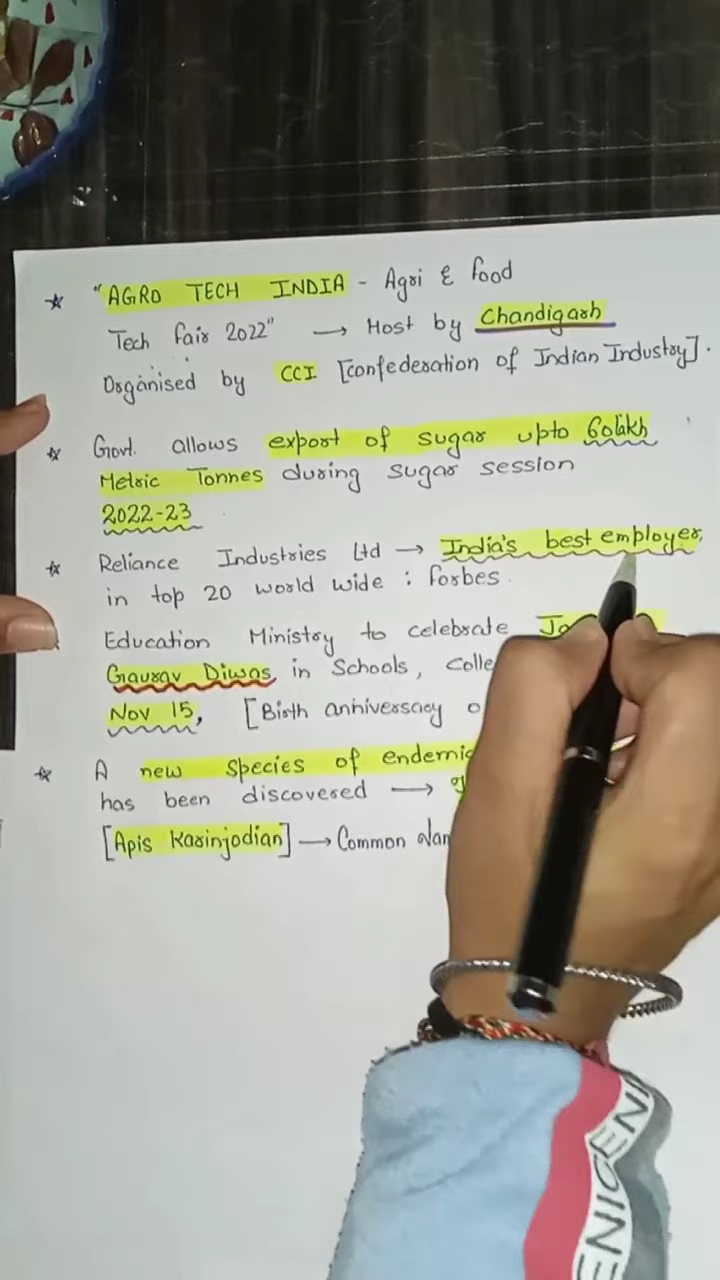 ☆ "AGRO TECH INDIA - Agri & food
Tech fair 2022" → Host by Chandigarh
Organised by CCI [confederation of Indian Industry].
☆ Govt. allows export of sugar upto 60lakh
Metric Tonnes during sugar session
2022-23
☆ Reliance Industries Ltd → India's best employer,
in top 20 world wide : forbes.
Education Ministry to celebrate
Gaurav Diwas in Schools,
Nov 15, [Birth anniversary
☆ A new species of endemic
has been discovered →
[Apis Karinjodian] → Common
ENICENI